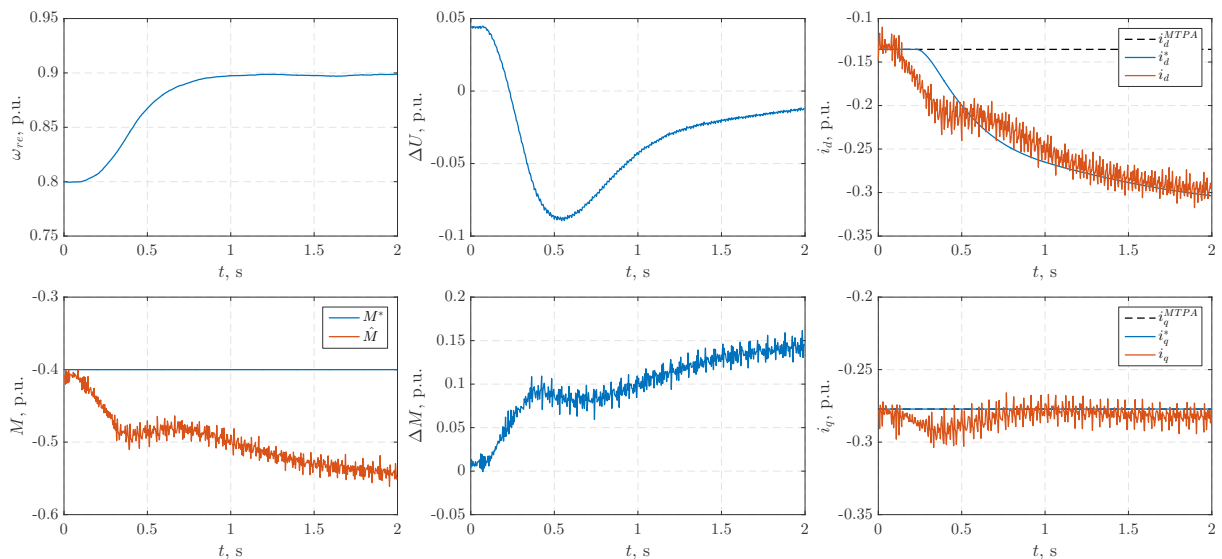 0.95
0.9
0.85
0.8
0.75
0 0.5 1 1.5 2
t, s
ω_re, p.u.
0.05
0
-0.05
-0.1
0 0.5 1 1.5 2
t, s
ΔU, p.u.
-0.1
-0.15
-0.2
-0.25
-0.3
-0.35
0 0.5 1 1.5 2
t, s
i_d, p.u.
i_d^MTPA
i_d^*
i_d
-0.3
-0.4
-0.5
-0.6
0 0.5 1 1.5 2
t, s
M, p.u.
M*
M̂
0.2
0.15
0.1
0.05
0
-0.05
0 0.5 1 1.5 2
t, s
ΔM, p.u.
-0.2
-0.25
-0.3
-0.35
0 0.5 1 1.5 2
t, s
i_q, p.u.
i_q^MTPA
i_q^*
i_q